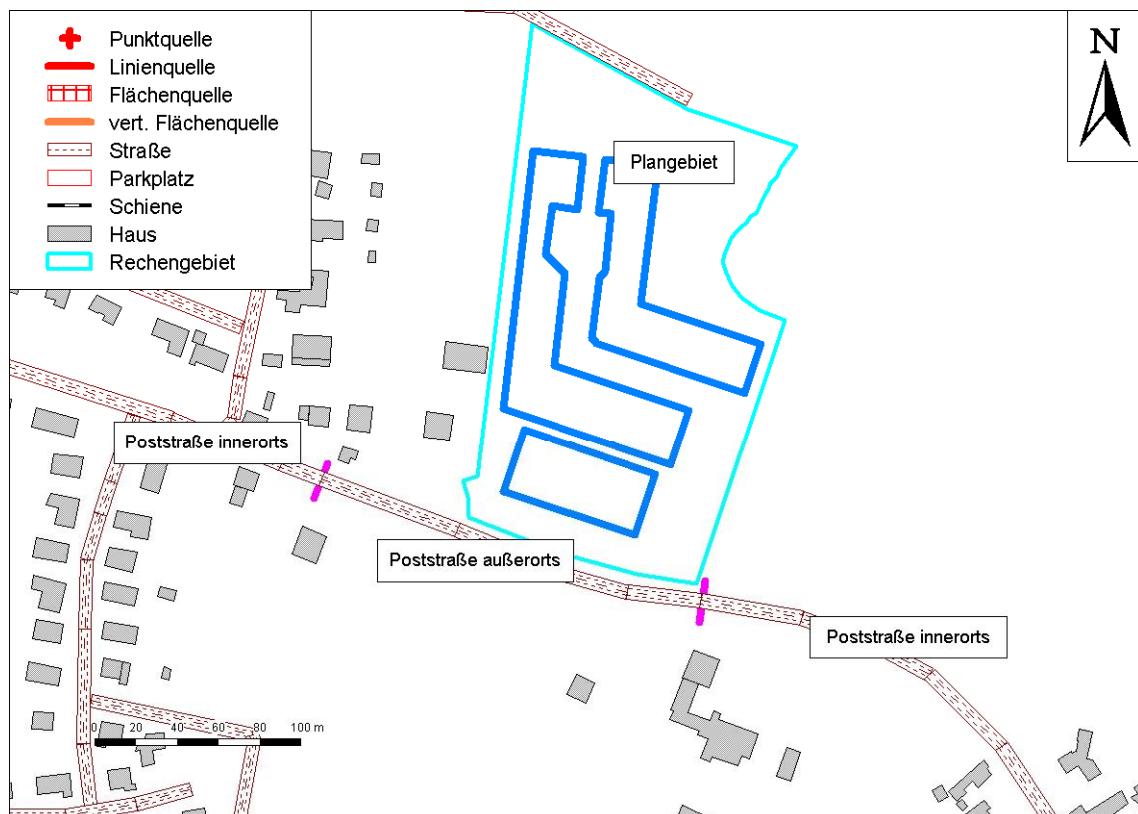 Punktquelle
Linienquelle
Flächenquelle
vert. Flächenquelle
Straße
Parkplatz
Schiene
Haus
Rechengebiet
N
Plangebiet
Poststraße innerorts
Poststraße außerorts
Poststraße innerorts
0 20 40 60 80 100 m